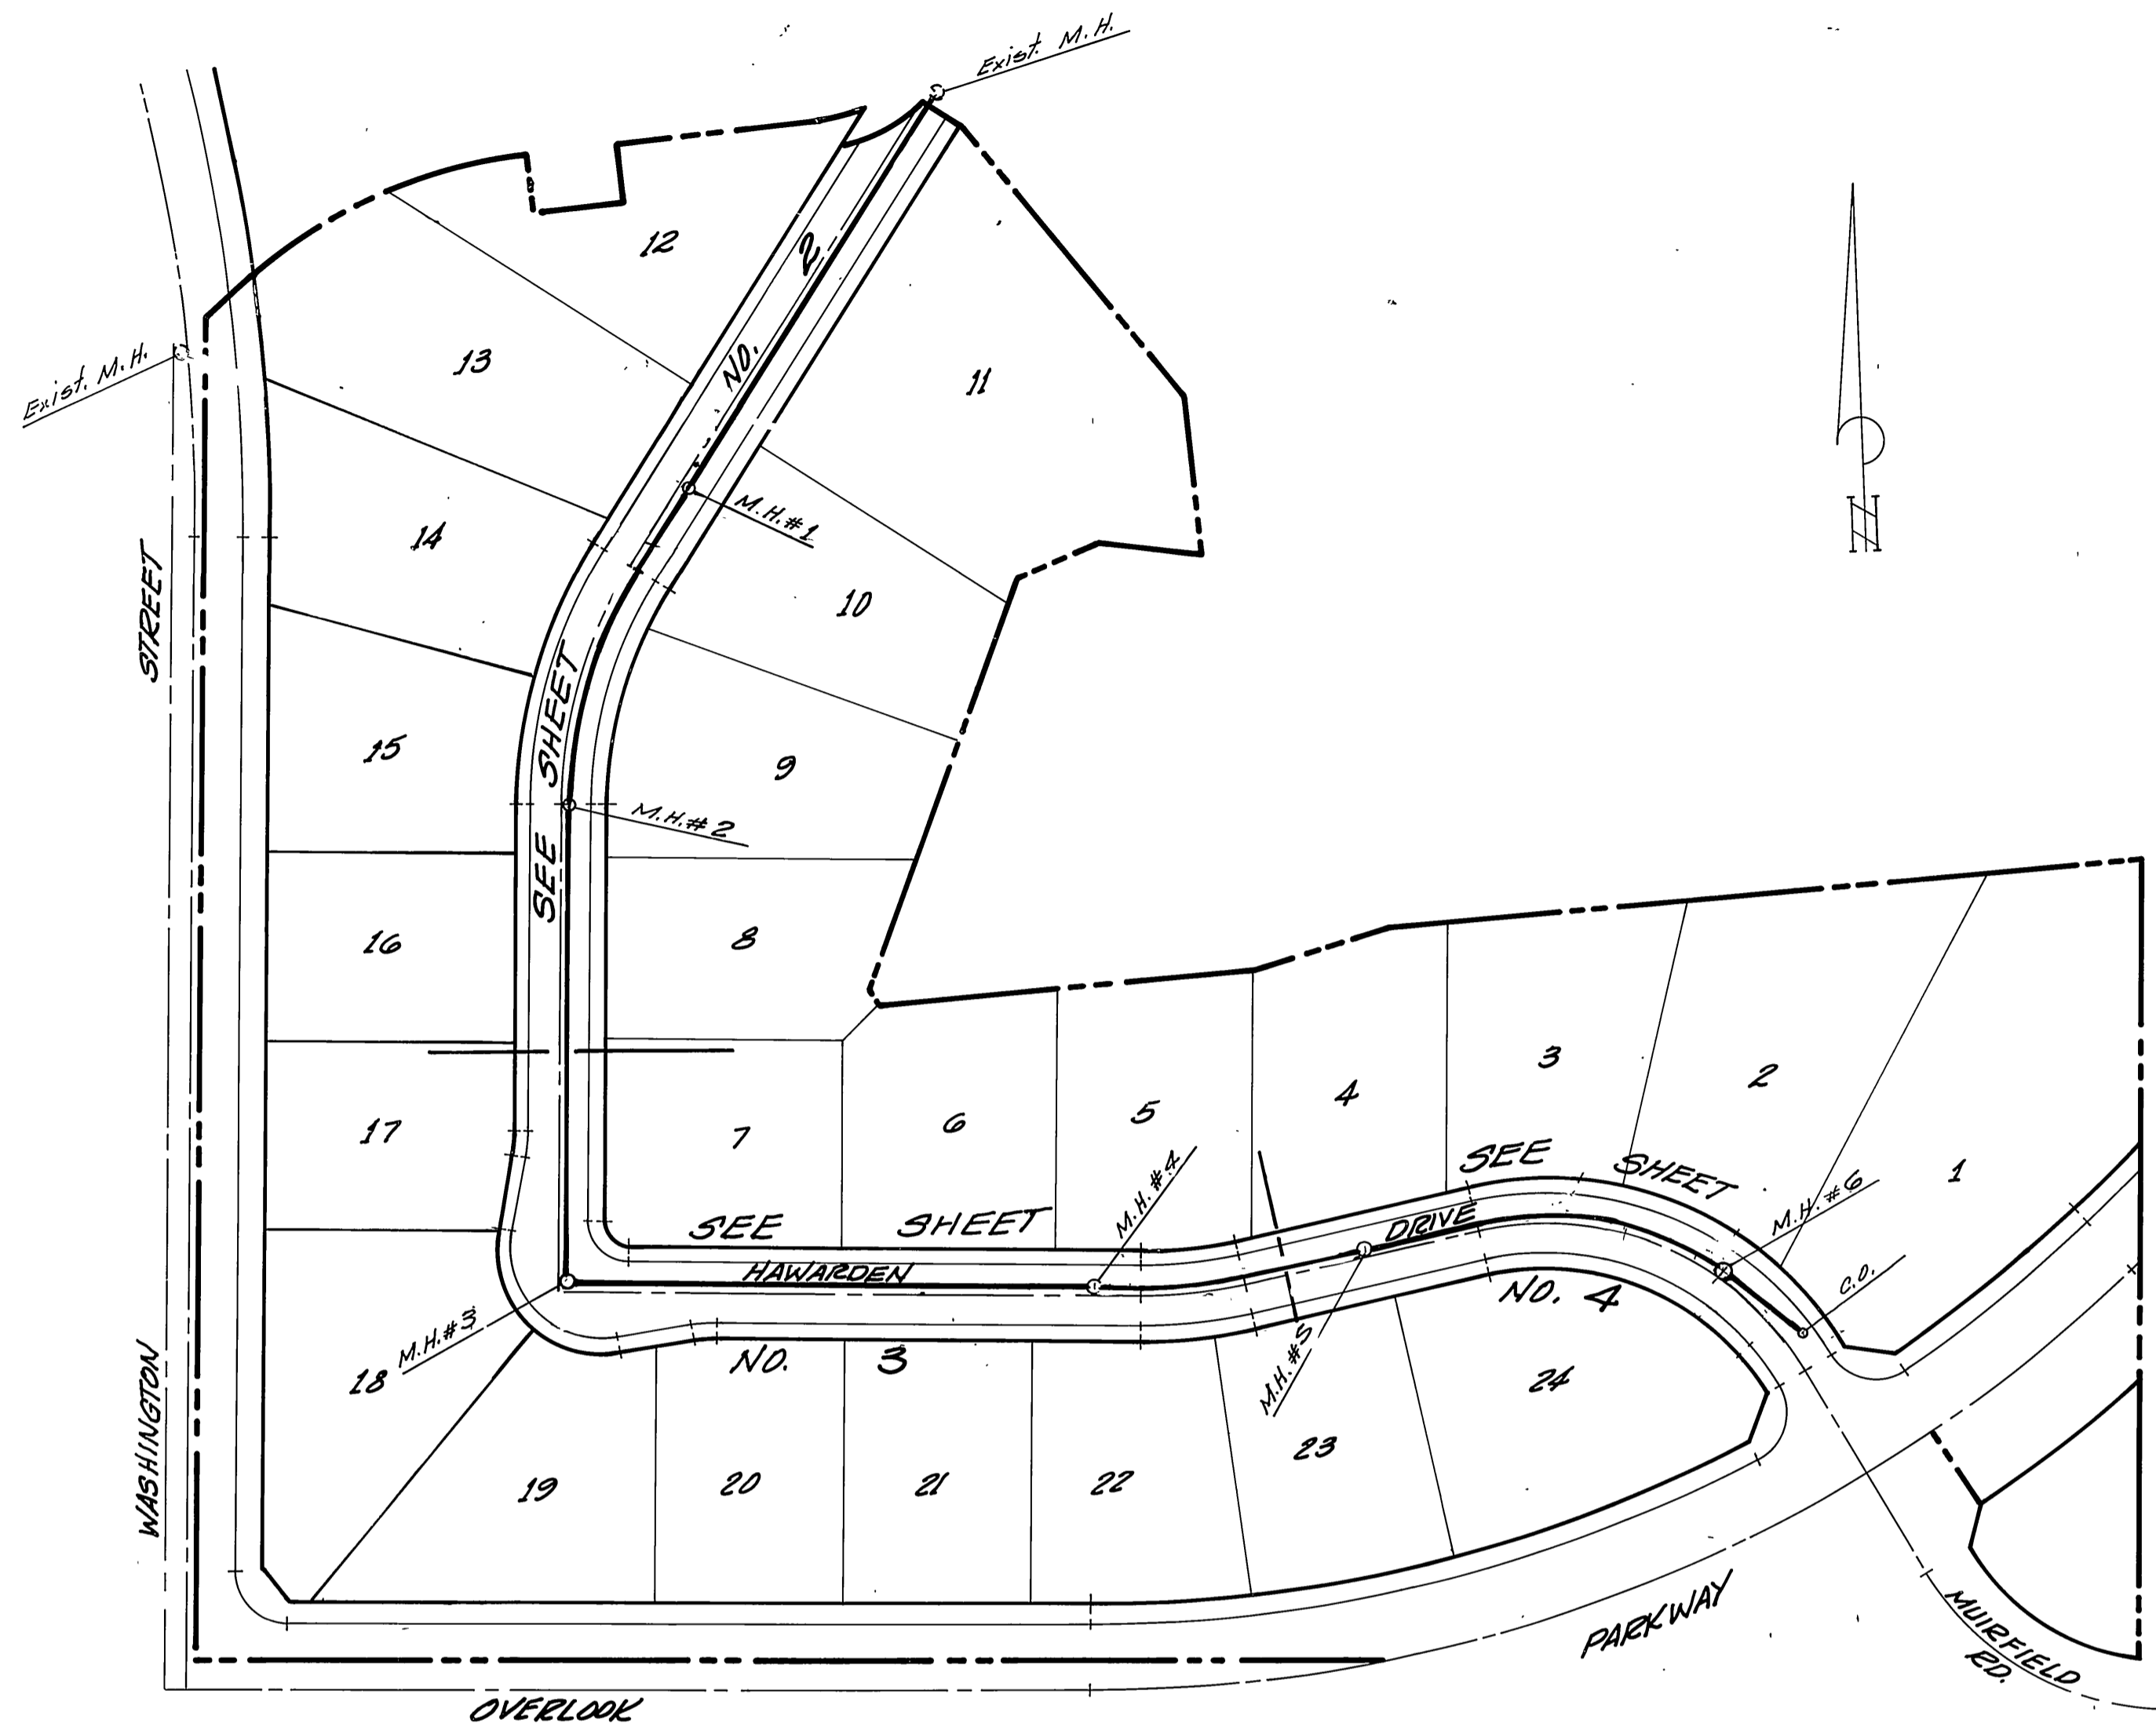 Exist. M.H.
Exist. M.H.
12
13
11
SEE SHEET NO. 2
M.H.#1
14
10
STREET
15
9
M.H.#2
N
16
8
17
7
6
5
4
3
2
1
M.H.#4
SEE SHEET
SEE SHEET
M.H.#6
DRIVE
HAWARDEN
C.O.
NO. 4
M.H.#3
NO. 3
M.H.#5
18
19
20
21
22
23
24
WASHINGTON
OVERLOOK
PARKWAY
MUIRFIELD
RD.